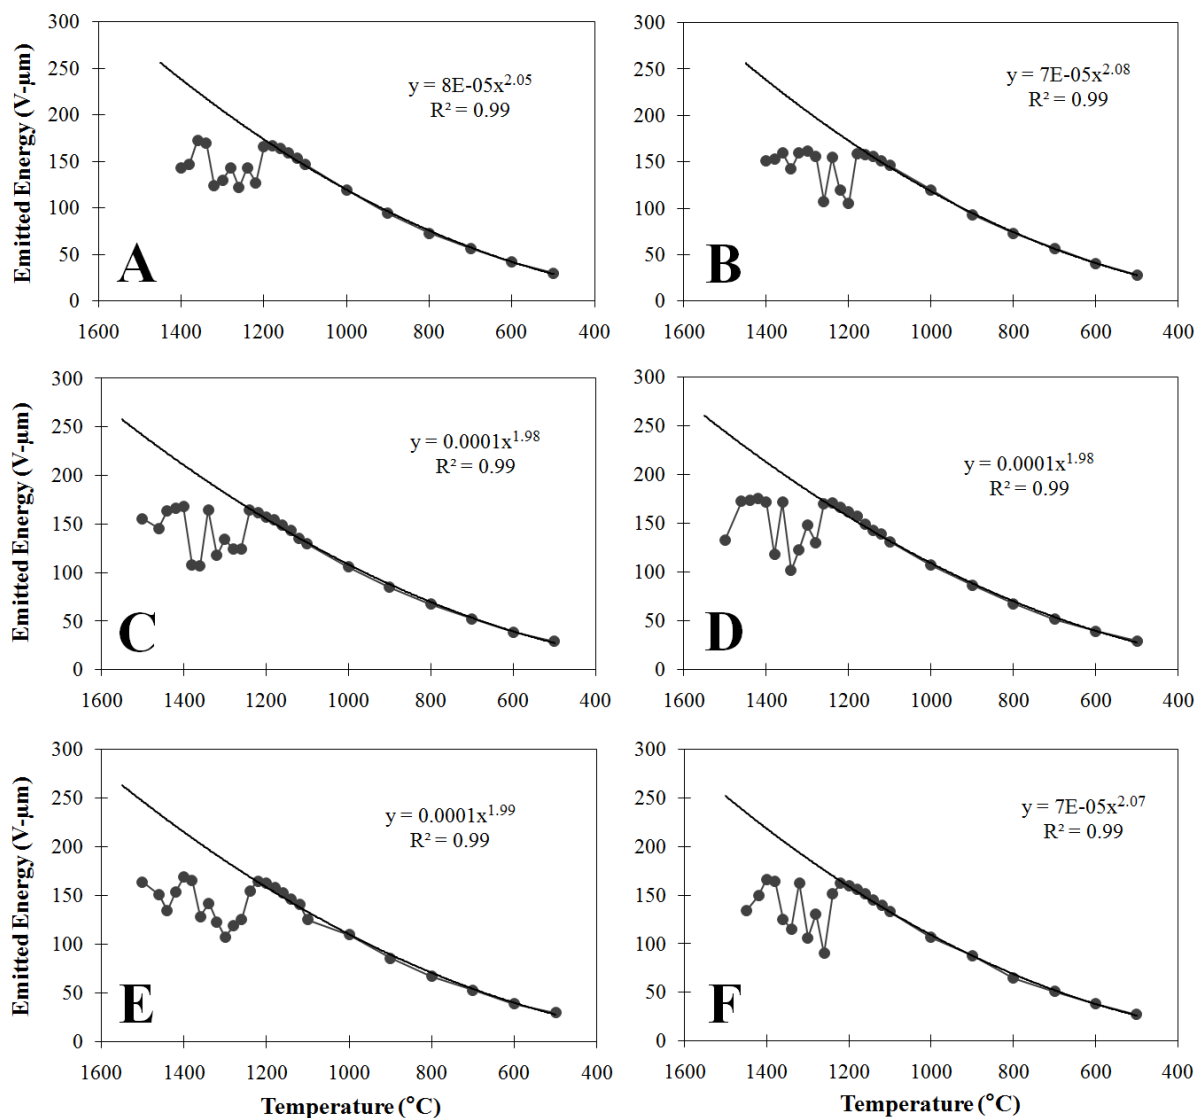 Emitted Energy (V-µm)
300
250
200
150
100
50
0
y = 8E-05x^2.05
R² = 0.99
A
1600 1400 1200 1000 800 600 400
300
250
200
150
100
50
0
y = 7E-05x^2.08
R² = 0.99
B
1600 1400 1200 1000 800 600 400
Emitted Energy (V-µm)
300
250
200
150
100
50
0
y = 0.0001x^1.98
R² = 0.99
C
1600 1400 1200 1000 800 600 400
300
250
200
150
100
50
0
y = 0.0001x^1.98
R² = 0.99
D
1600 1400 1200 1000 800 600 400
Emitted Energy (V-µm)
300
250
200
150
100
50
0
y = 0.0001x^1.99
R² = 0.99
E
1600 1400 1200 1000 800 600 400
Temperature (°C)
300
250
200
150
100
50
0
y = 7E-05x^2.07
R² = 0.99
F
1600 1400 1200 1000 800 600 400
Temperature (°C)